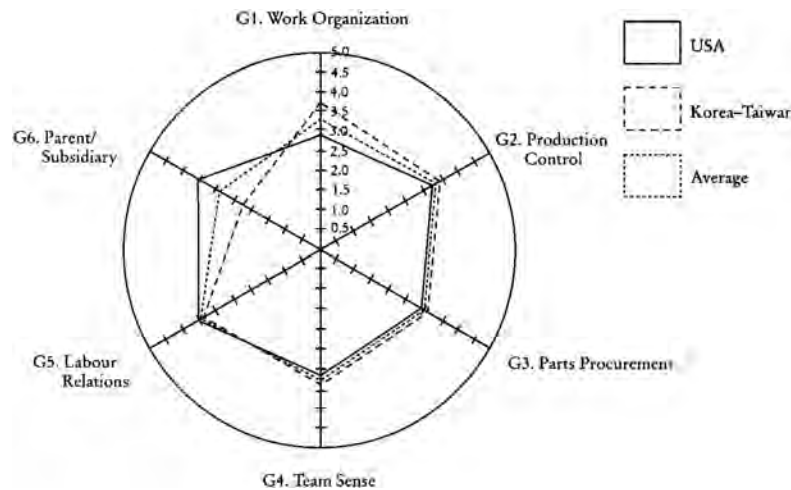 G1. Work Organization
5.0
4.5
4.0
3.5
3.0
2.5
2.0
1.5
1.0
0.5
USA
Korea–Taiwan
Average
G6. Parent/
Subsidiary
G2. Production
Control
G5. Labour
Relations
G3. Parts Procurement
G4. Team Sense